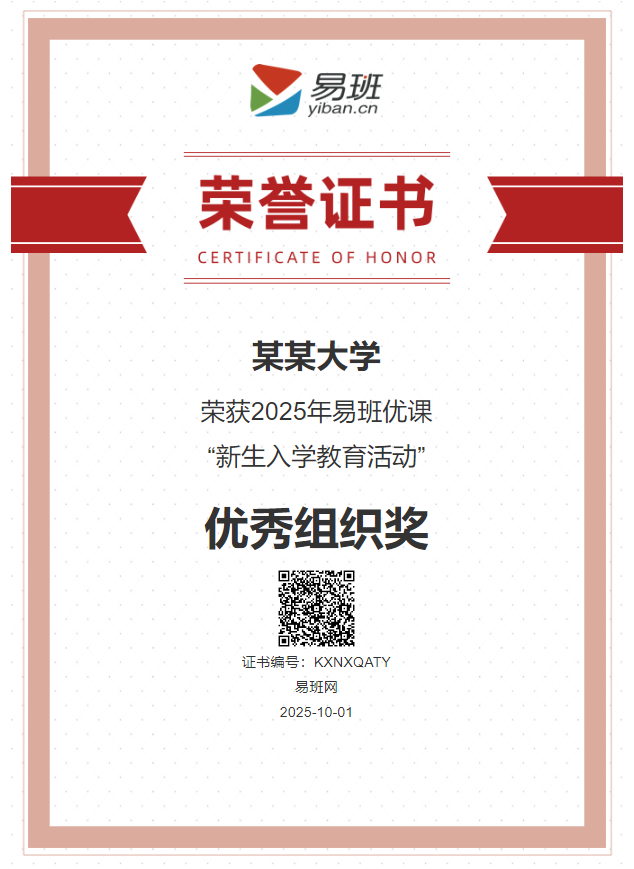 易班
yiban.cn
荣誉证书
CERTIFICATE OF HONOR
某某大学
荣获2025年易班优课
“新生入学教育活动”
优秀组织奖
证书编号：KXNXQATY
易班网
2025-10-01